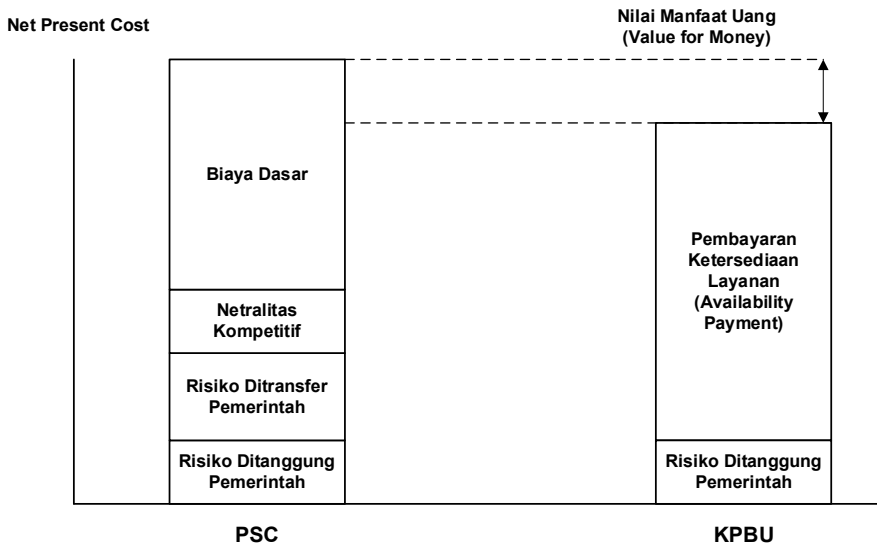 Net Present Cost
Nilai Manfaat Uang
(Value for Money)
Biaya Dasar
Netralitas
Kompetitif
Risiko Ditransfer
Pemerintah
Risiko Ditanggung
Pemerintah
Pembayaran
Ketersediaan
Layanan
(Availability
Payment)
Risiko Ditanggung
Pemerintah
PSC
KPBU